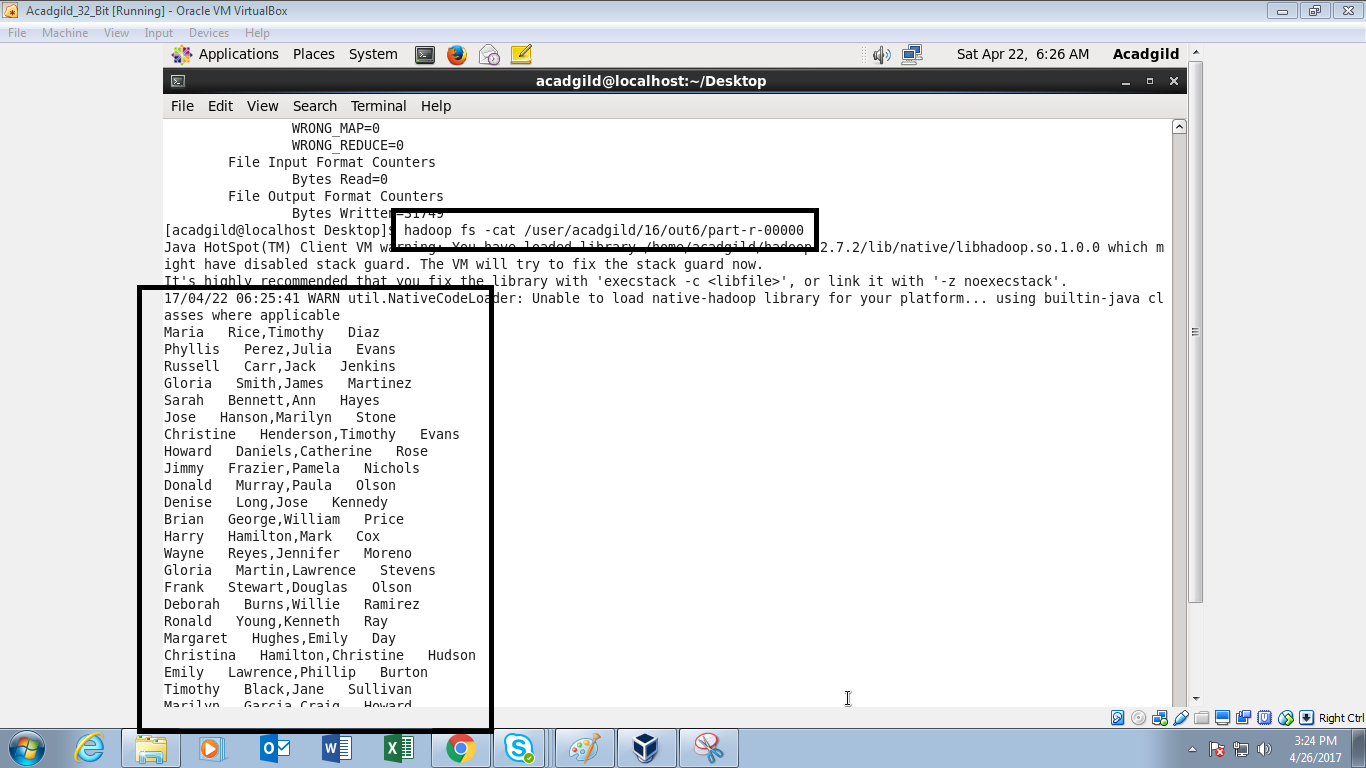 Acadgild_32_Bit [Running] - Oracle VM VirtualBox
File Machine View Input Devices Help
Applications Places System Sat Apr 22, 6:26 AM Acadgild
acadgild@localhost:~/Desktop
File Edit View Search Terminal Help
WRONG_MAP=0
WRONG_REDUCE=0
File Input Format Counters
Bytes Read=0
File Output Format Counters
Bytes Written=31749
[acadgild@localhost Desktop]$ hadoop fs -cat /user/acadgild/16/out6/part-r-00000
Java HotSpot(TM) Client VM warning: You have loaded library /home/acadgild/hadoop-2.7.2/lib/native/libhadoop.so.1.0.0 which m
ight have disabled stack guard. The VM will try to fix the stack guard now.
It's highly recommended that you fix the library with 'execstack -c <libfile>', or link it with '-z noexecstack'.
17/04/22 06:25:41 WARN util.NativeCodeLoader: Unable to load native-hadoop library for your platform... using builtin-java cl
asses where applicable
Maria Rice,Timothy Diaz
Phyllis Perez,Julia Evans
Russell Carr,Jack Jenkins
Gloria Smith,James Martinez
Sarah Bennett,Ann Hayes
Jose Hanson,Marilyn Stone
Christine Henderson,Timothy Evans
Howard Daniels,Catherine Rose
Jimmy Frazier,Pamela Nichols
Donald Murray,Paula Olson
Denise Long,Jose Kennedy
Brian George,William Price
Harry Hamilton,Mark Cox
Wayne Reyes,Jennifer Moreno
Gloria Martin,Lawrence Stevens
Frank Stewart,Douglas Olson
Deborah Burns,Willie Ramirez
Ronald Young,Kenneth Ray
Margaret Hughes,Emily Day
Christina Hamilton,Christine Hudson
Emily Lawrence,Phillip Burton
Timothy Black,Jane Sullivan
Marilyn Garcia,Craig Howard
Right Ctrl
3:24 PM
4/26/2017